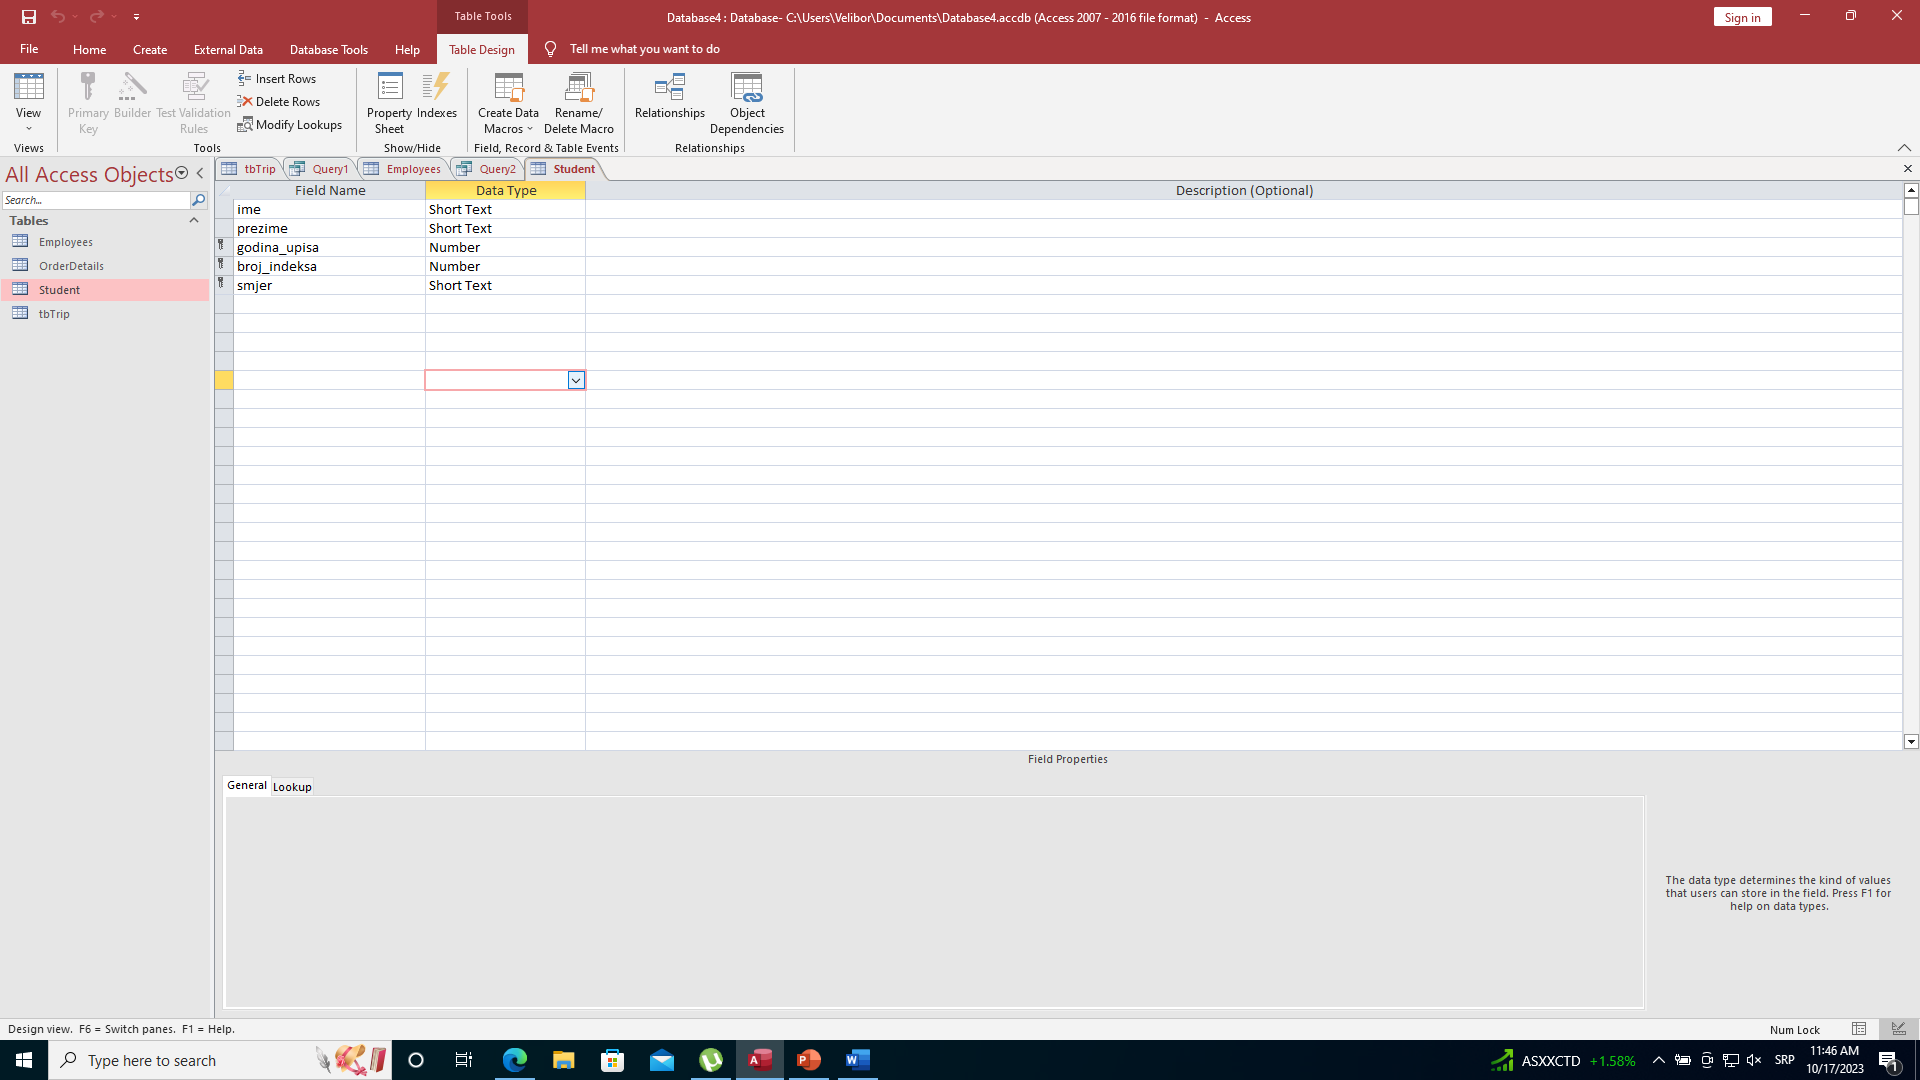 Table Tools
Database4 : Database- C:\Users\Velibor\Documents\Database4.accdb (Access 2007 - 2016 file format) - Access
Sign in
File Home Create External Data Database Tools Help Table Design Tell me what you want to do
View
Primary Key
Builder
Test Validation Rules
Insert Rows
Delete Rows
Modify Lookups
Property Sheet
Indexes
Create Data Macros
Rename/ Delete Macro
Relationships
Object Dependencies
Views Tools Show/Hide Field, Record & Table Events Relationships
All Access Objects
Search...
Tables
Employees
OrderDetails
Student
tbTrip
tbTrip Query1 Employees Query2 Student
Field Name Data Type Description (Optional)
ime Short Text
prezime Short Text
godina_upisa Number
broj_indeksa Number
smjer Short Text
Field Properties
General Lookup
The data type determines the kind of values
that users can store in the field. Press F1 for
help on data types.
Design view. F6 = Switch panes. F1 = Help.
Num Lock
Type here to search
ASXXCTD +1.58%
SRP
11:46 AM
10/17/2023
1